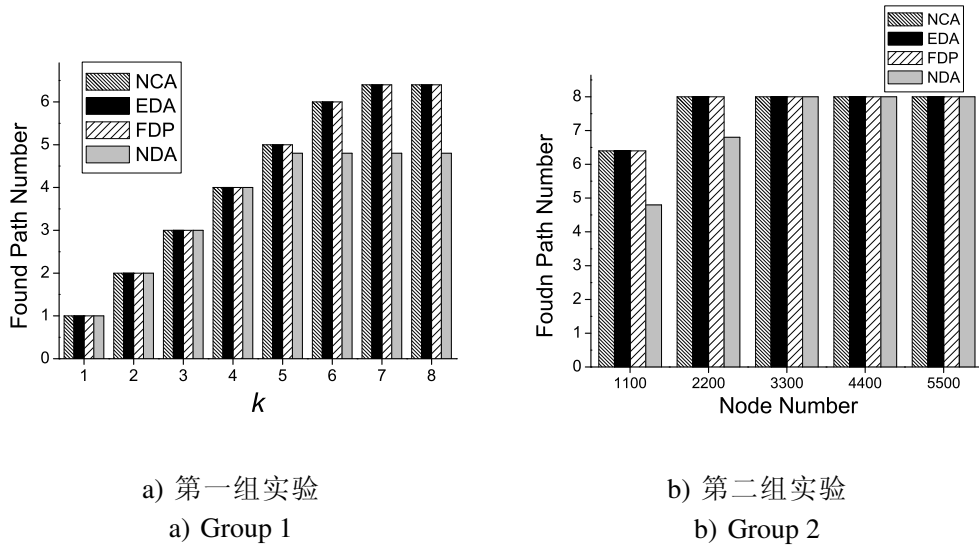 NCA
EDA
FDP
NDA
Found Path Number
6
5
4
3
2
1
0
1 2 3 4 5 6 7 8
k
a) 第一组实验
a) Group 1
NCA
EDA
FDP
NDA
Foudn Path Number
8
7
6
5
4
3
2
1
0
1100 2200 3300 4400 5500
Node Number
b) 第二组实验
b) Group 2